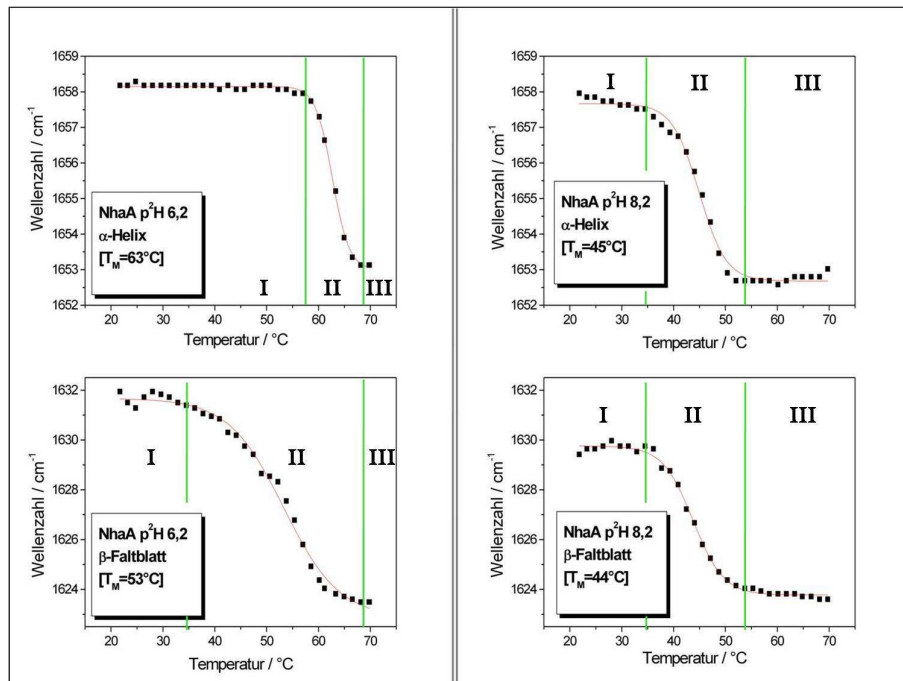 1659
1658
1657
1656
1655
1654
1653
1652
Wellenzahl / cm⁻¹
NhaA p²H 6,2
α-Helix
[T_M=63°C]
I II III
20 30 40 50 60 70
Temperatur / °C
1659
1658
1657
1656
1655
1654
1653
1652
Wellenzahl / cm⁻¹
I II III
NhaA p²H 8,2
α-Helix
[T_M=45°C]
20 30 40 50 60 70
Temperatur / °C
1632
1630
1628
1626
1624
Wellenzahl / cm⁻¹
I II III
NhaA p²H 6,2
β-Faltblatt
[T_M=53°C]
20 30 40 50 60 70
Temperatur / °C
1632
1630
1628
1626
1624
Wellenzahl / cm⁻¹
I II III
NhaA p²H 8,2
β-Faltblatt
[T_M=44°C]
20 30 40 50 60 70
Temperatur / °C